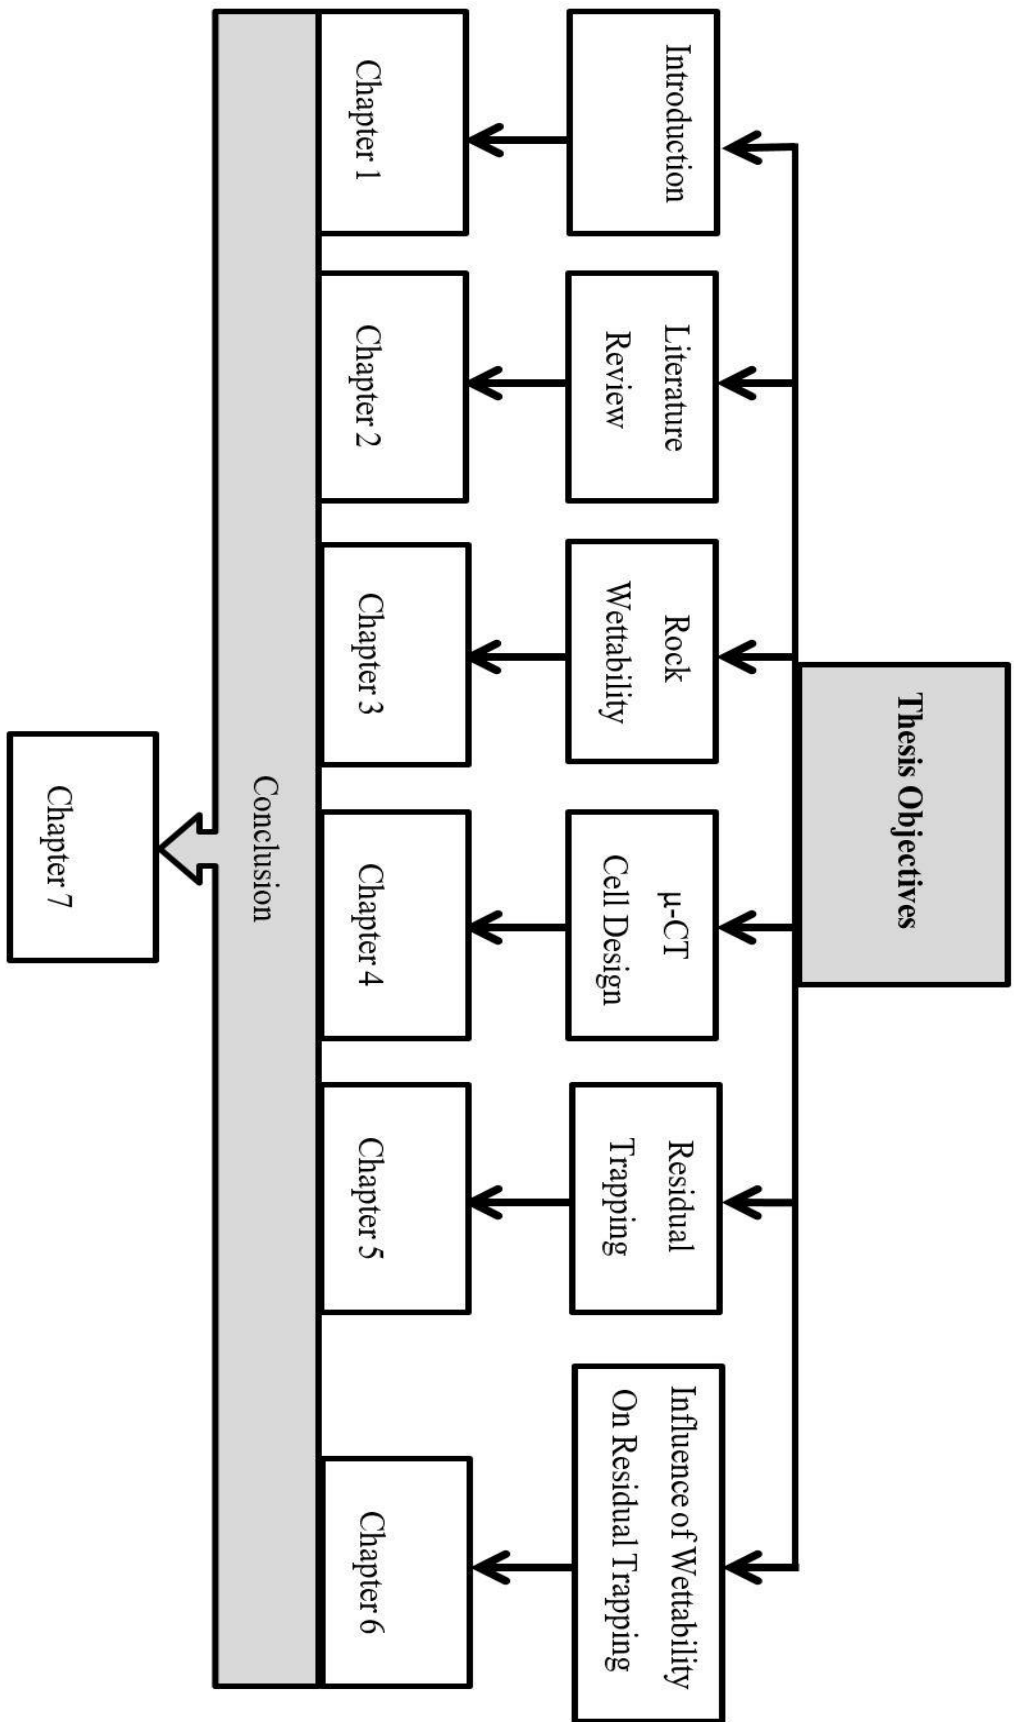 Thesis Objectives
Introduction
Literature
Review
Rock
Wettability
μ-CT
Cell Design
Residual
Trapping
Influence of Wettability
On Residual Trapping
Chapter 1
Chapter 2
Chapter 3
Chapter 4
Chapter 5
Chapter 6
Conclusion
Chapter 7